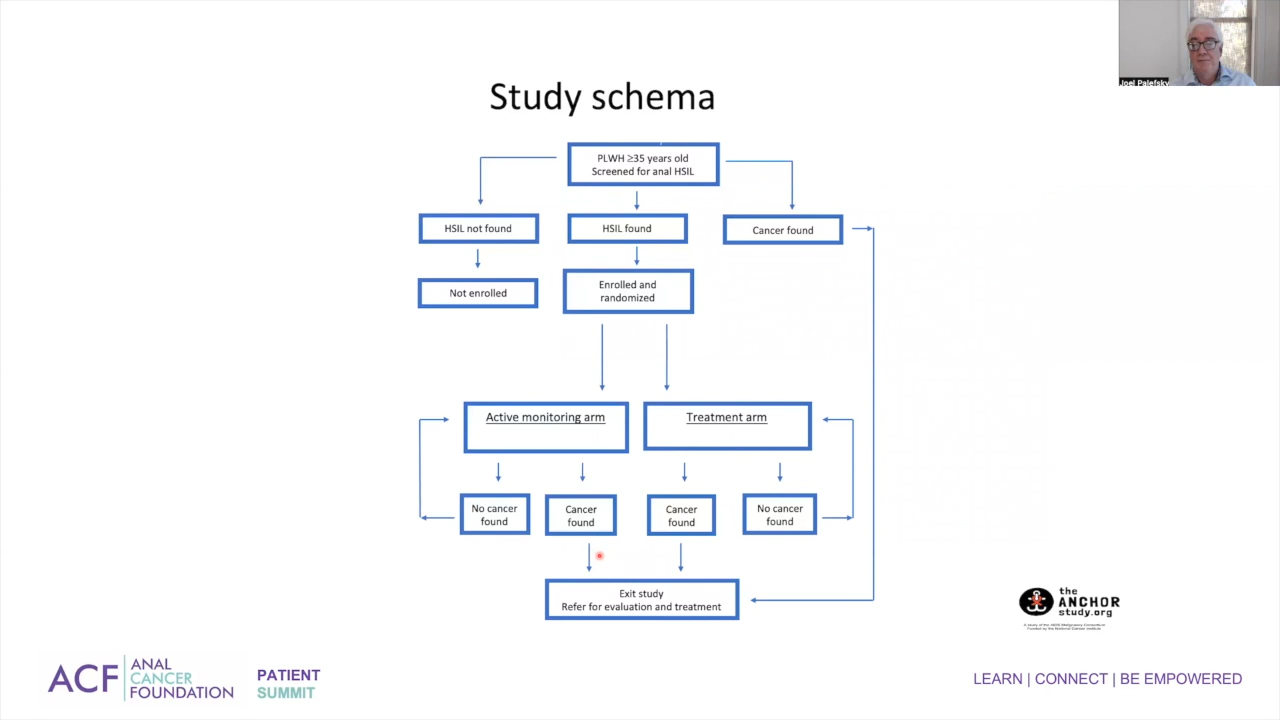 Joel Palefsky
Study schema
PLWH ≥35 years old
Screened for anal HSIL
HSIL not found
HSIL found
Cancer found
Not enrolled
Enrolled and
randomized
Active monitoring arm
Treatment arm
No cancer
found
Cancer
found
Cancer
found
No cancer
found
Exit study
Refer for evaluation and treatment
the
ANCHOR
study.org
A study of the AIDS Malignancy Consortium
Funded by the National Cancer Institute
ACF
ANAL
CANCER
FOUNDATION
PATIENT
SUMMIT
LEARN | CONNECT | BE EMPOWERED